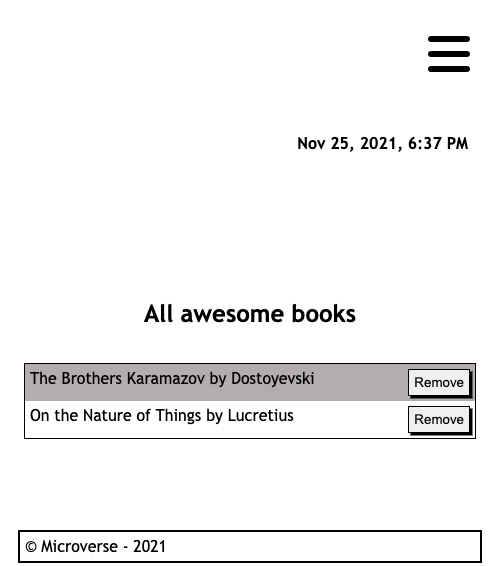 Nov 25, 2021, 6:37 PM
All awesome books
The Brothers Karamazov by Dostoyevski Remove
On the Nature of Things by Lucretius Remove
© Microverse - 2021